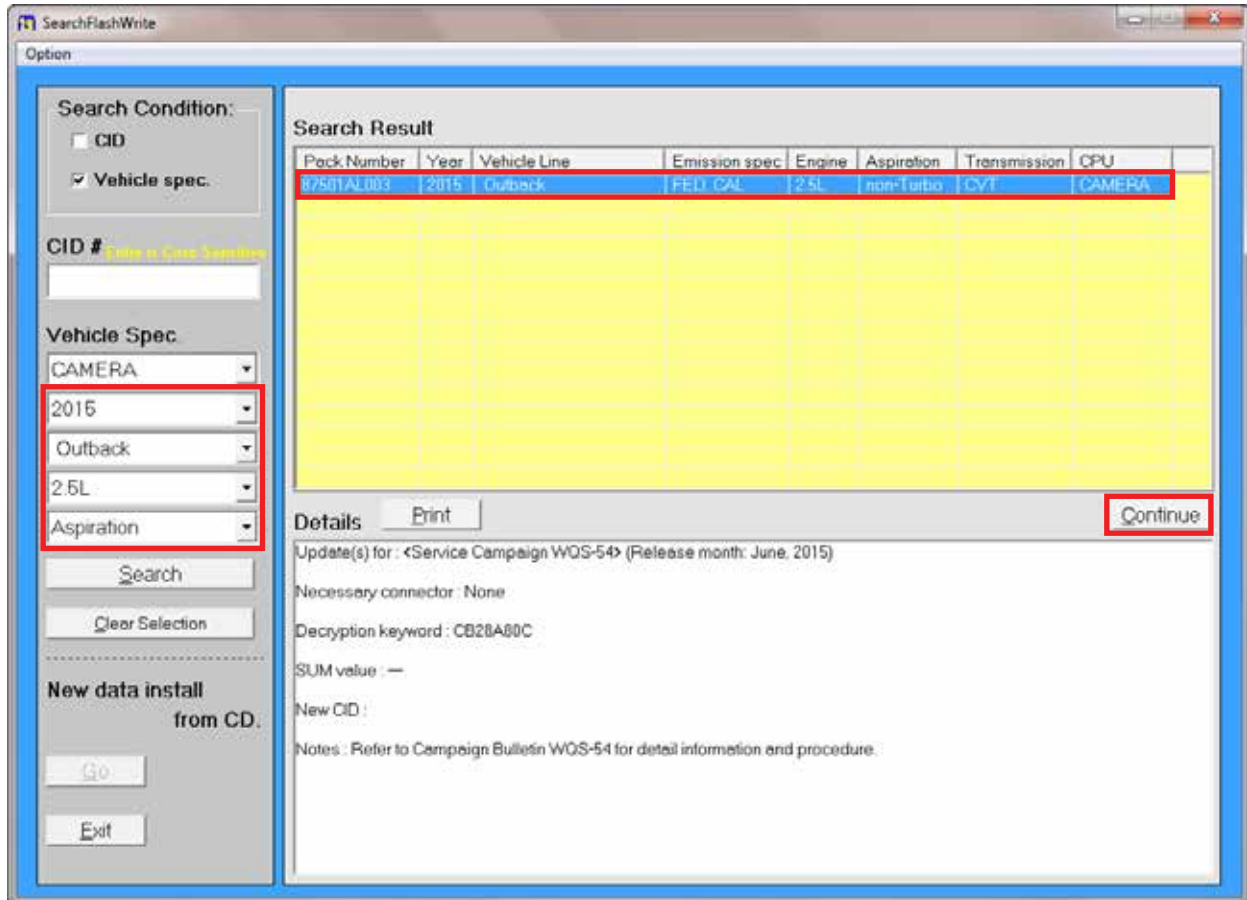 SearchFlashWrite
Option
Search Condition:
CID
Vehicle spec.
CID # Enter is Case Sensitive
Vehicle Spec.
CAMERA
2015
Outback
2.5L
Aspiration
Search
Clear Selection
New data install
from CD.
Go
Exit
Search Result
Pack Number Year Vehicle Line Emission spec Engine Aspiration Transmission CPU
87501AL003 2015 Outback FED. CAL 2.5L non-Turbo CVT CAMERA
Details Print Continue
Update(s) for : <Service Campaign WQS-54> (Release month: June, 2015)
Necessary connector : None
Decryption keyword : CB28A80C
SUM value : —
New CID :
Notes : Refer to Campaign Bulletin WQS-54 for detail information and procedure.